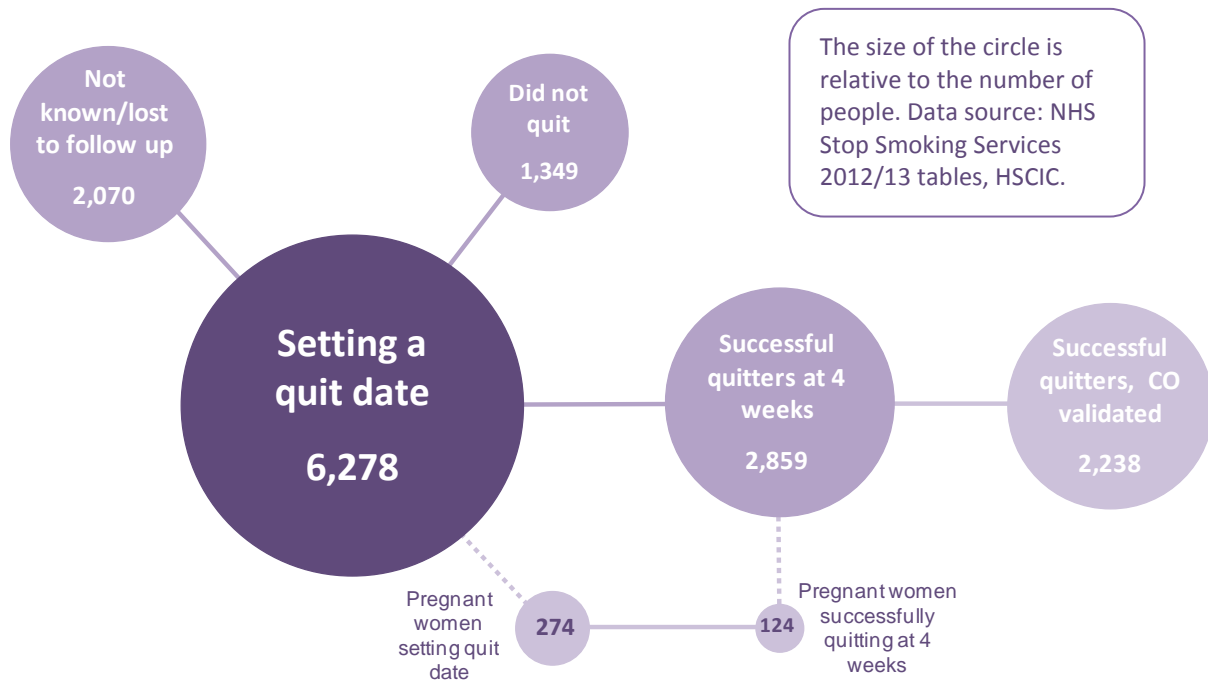 Not
known/lost
to follow up
2,070
Did not
quit
1,349
The size of the circle is
relative to the number of
people. Data source: NHS
Stop Smoking Services
2012/13 tables, HSCIC.
Setting a
quit date
6,278
Successful
quitters at 4
weeks
2,859
Successful
quitters, CO
validated
2,238
Pregnant
women
setting quit
date
274
124
Pregnant women
successfully
quitting at 4
weeks